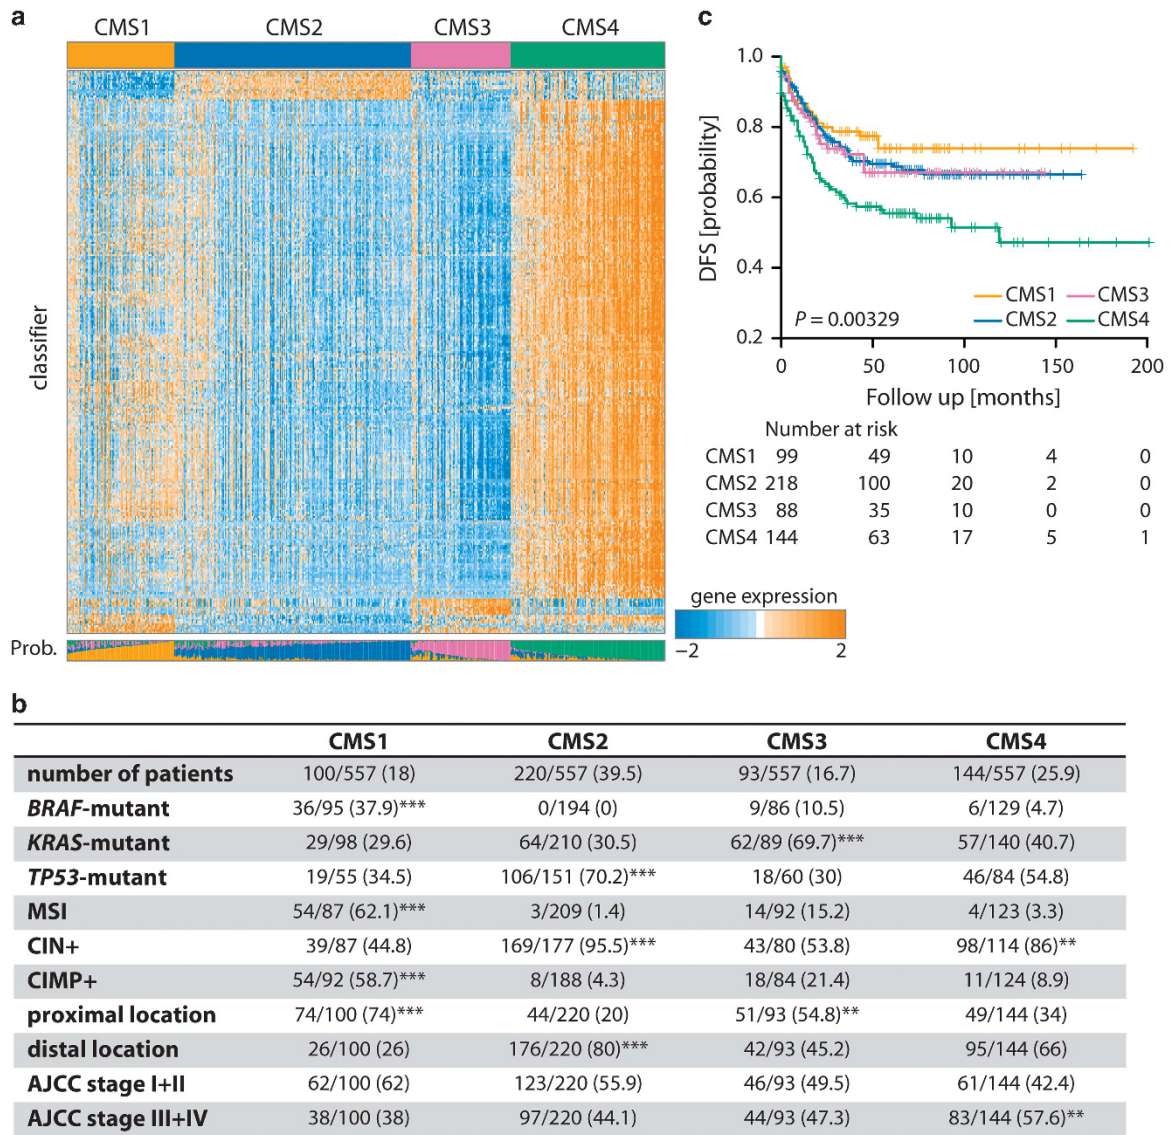 a
CMS1 CMS2 CMS3 CMS4
classifier
Prob.
gene expression
−2 2
c
DFS [probability]
1.0
0.8
0.6
0.4
0.2
CMS1 CMS3
CMS2 CMS4
P = 0.00329
0 50 100 150 200
Follow up [months]
Number at risk
CMS1 99 49 10 4 0
CMS2 218 100 20 2 0
CMS3 88 35 10 0 0
CMS4 144 63 17 5 1
b
CMS1 CMS2 CMS3 CMS4
number of patients 100/557 (18) 220/557 (39.5) 93/557 (16.7) 144/557 (25.9)
BRAF-mutant 36/95 (37.9)*** 0/194 (0) 9/86 (10.5) 6/129 (4.7)
KRAS-mutant 29/98 (29.6) 64/210 (30.5) 62/89 (69.7)*** 57/140 (40.7)
TP53-mutant 19/55 (34.5) 106/151 (70.2)*** 18/60 (30) 46/84 (54.8)
MSI 54/87 (62.1)*** 3/209 (1.4) 14/92 (15.2) 4/123 (3.3)
CIN+ 39/87 (44.8) 169/177 (95.5)*** 43/80 (53.8) 98/114 (86)**
CIMP+ 54/92 (58.7)*** 8/188 (4.3) 18/84 (21.4) 11/124 (8.9)
proximal location 74/100 (74)*** 44/220 (20) 51/93 (54.8)** 49/144 (34)
distal location 26/100 (26) 176/220 (80)*** 42/93 (45.2) 95/144 (66)
AJCC stage I+II 62/100 (62) 123/220 (55.9) 46/93 (49.5) 61/144 (42.4)
AJCC stage III+IV 38/100 (38) 97/220 (44.1) 44/93 (47.3) 83/144 (57.6)**